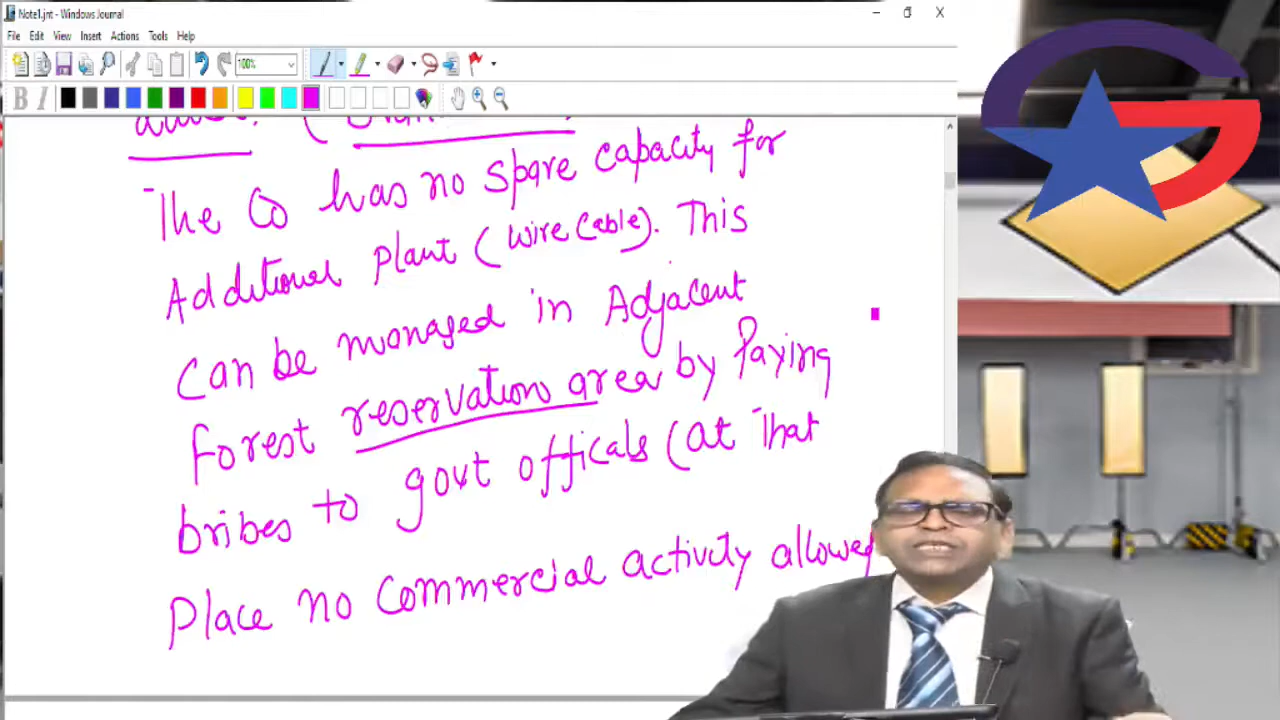 Note1.jnt - Windows Journal
File Edit View Insert Actions Tools Help
100%
B I
The Co has no spare capacity for
Additional plant (wire cable). This
can be managed in Adjacent
Forest reservation area by Paying
bribes to govt officals (at That
Place no commercial activity allowed